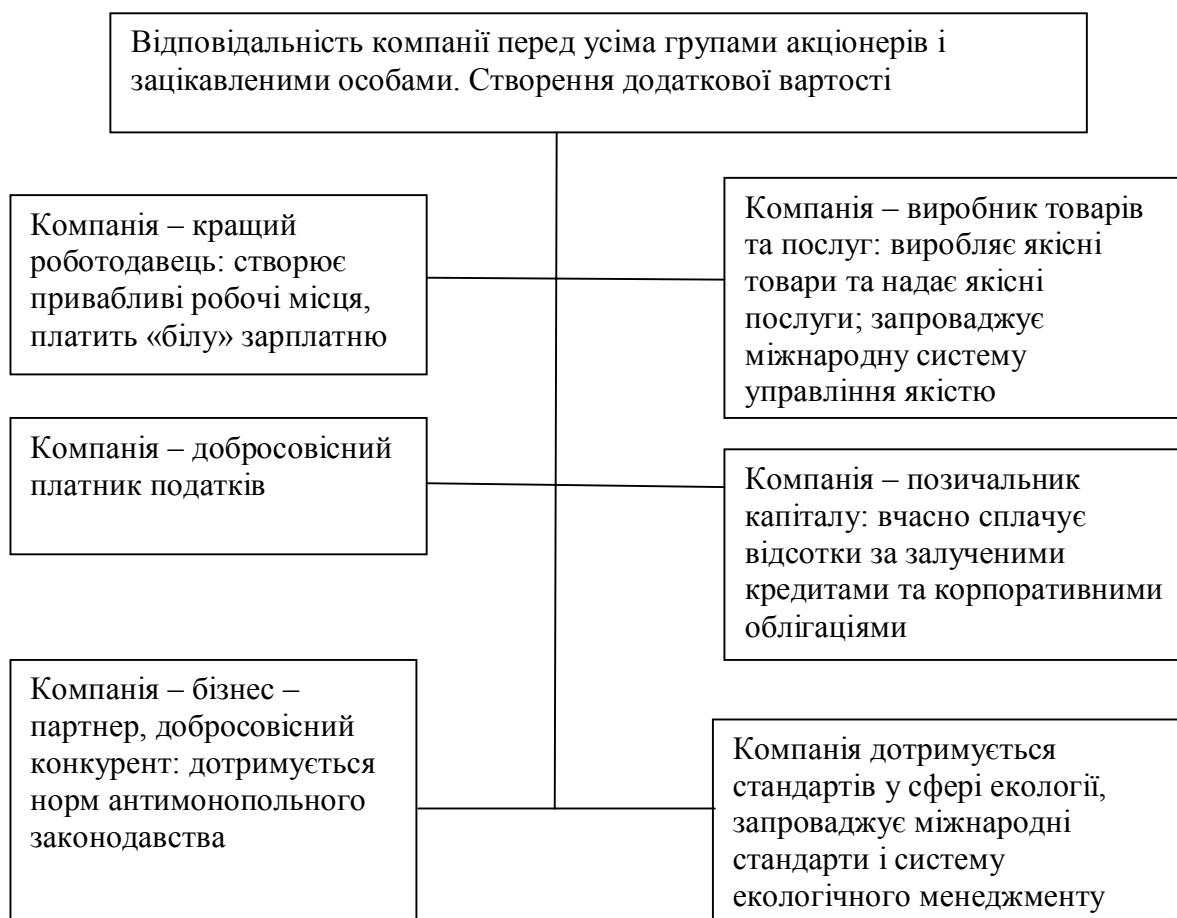 Відповідальність компанії перед усіма групами акціонерів і
зацікавленими особами. Створення додаткової вартості
Компанія – кращий
роботодавець: створює
привабливі робочі місця,
платить «білу» зарплатню
Компанія – виробник товарів
та послуг: виробляє якісні
товари та надає якісні
послуги; запроваджує
міжнародну систему
управління якістю
Компанія – добросовісний
платник податків
Компанія – позичальник
капіталу: вчасно сплачує
відсотки за залученими
кредитами та корпоративними
облігаціями
Компанія – бізнес –
партнер, добросовісний
конкурент: дотримується
норм антимонопольного
законодавства
Компанія дотримується
стандартів у сфері екології,
запроваджує міжнародні
стандарти і систему
екологічного менеджменту